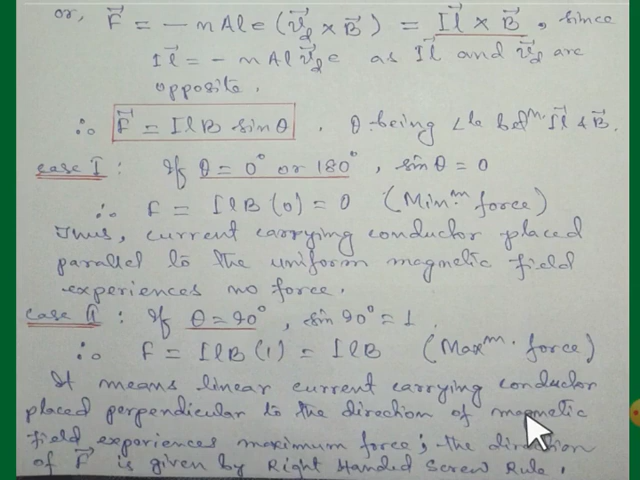 or, F⃗ = − nAle (v⃗d × B⃗) = Il⃗ × B⃗, since
Il⃗ = − nAl v⃗d e as Il⃗ and v⃗d are
opposite.
∴ F⃗ = IlB sinθ . θ being ∠le betⁿ. Il⃗ & B⃗.
case I : If θ = 0° or 180°, sinθ = 0
∴ F = IlB (0) = 0 (Minᵐ. force)
Thus, current carrying conductor placed
parallel to the uniform magnetic field
experiences no force.
case II : If θ = 90°, sin 90° = 1.
∴ F = IlB (1) = IlB (Maxᵐ. force)
It means linear current carrying conductor
placed perpendicular to the direction of magnetic
field experiences maximum force; the direction
of F⃗ is given by Right Handed Screw Rule.